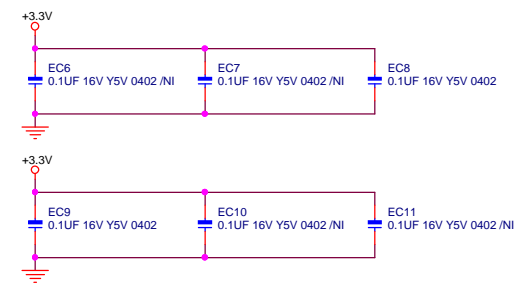 +3.3V
EC6
0.1UF 16V Y5V 0402 /NI
EC7
0.1UF 16V Y5V 0402 /NI
EC8
0.1UF 16V Y5V 0402
+3.3V
EC9
0.1UF 16V Y5V 0402
EC10
0.1UF 16V Y5V 0402 /NI
EC11
0.1UF 16V Y5V 0402 /NI